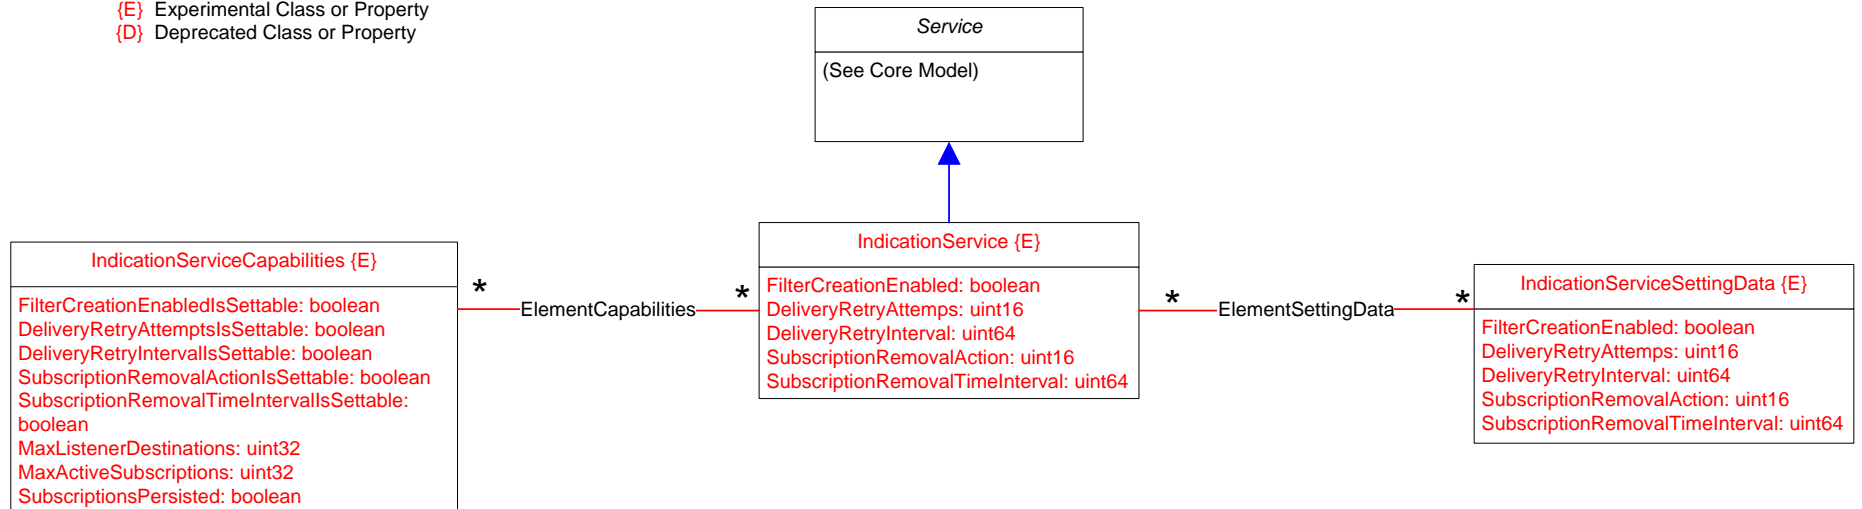 {E} Experimental Class or Property
{D} Deprecated Class or Property
Service
(See Core Model)
IndicationServiceCapabilities {E}
FilterCreationEnabledIsSettable: boolean
DeliveryRetryAttemptsIsSettable: boolean
DeliveryRetryIntervalIsSettable: boolean
SubscriptionRemovalActionIsSettable: boolean
SubscriptionRemovalTimeIntervalIsSettable:
boolean
MaxListenerDestinations: uint32
MaxActiveSubscriptions: uint32
SubscriptionsPersisted: boolean
*
ElementCapabilities
*
IndicationService {E}
FilterCreationEnabled: boolean
DeliveryRetryAttemps: uint16
DeliveryRetryInterval: uint64
SubscriptionRemovalAction: uint16
SubscriptionRemovalTimeInterval: uint64
*
ElementSettingData
*
IndicationServiceSettingData {E}
FilterCreationEnabled: boolean
DeliveryRetryAttemps: uint16
DeliveryRetryInterval: uint64
SubscriptionRemovalAction: uint16
SubscriptionRemovalTimeInterval: uint64